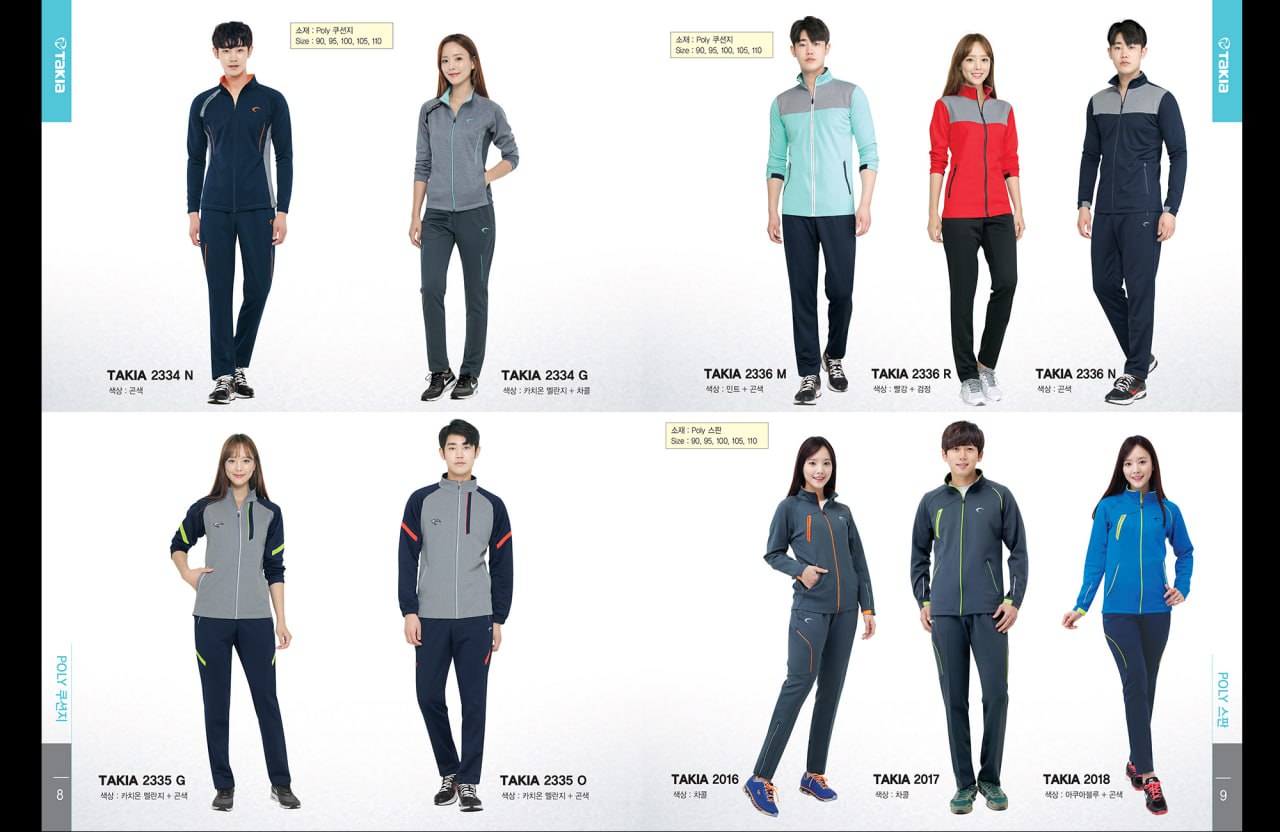 TAKIA
소재 : Poly 쿠션지
Size : 90, 95, 100, 105, 110
TAKIA 2334 N
색상 : 곤색
TAKIA 2334 G
색상 : 카치온 멜란지 + 차콜
TAKIA 2335 G
색상 : 카치온 멜란지 + 곤색
TAKIA 2335 O
색상 : 카치온 멜란지 + 곤색
POLY 쿠션지
8
TAKIA
소재 : Poly 쿠션지
Size : 90, 95, 100, 105, 110
TAKIA 2336 M
색상 : 민트 + 곤색
TAKIA 2336 R
색상 : 빨강 + 검정
TAKIA 2336 N
색상 : 곤색
소재 : Poly 스판
Size : 90, 95, 100, 105, 110
TAKIA 2016
색상 : 차콜
TAKIA 2017
색상 : 차콜
TAKIA 2018
색상 : 아쿠아블루 + 곤색
POLY 스판
9